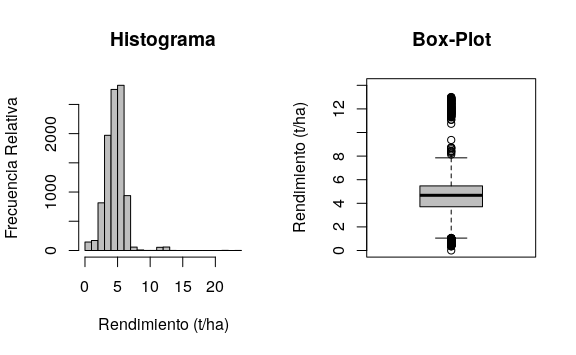 Histograma
Frecuencia Relativa
0
1000
2000
0 5 10 15 20
Rendimiento (t/ha)
Box-Plot
Rendimiento (t/ha)
0
2
4
6
8
12